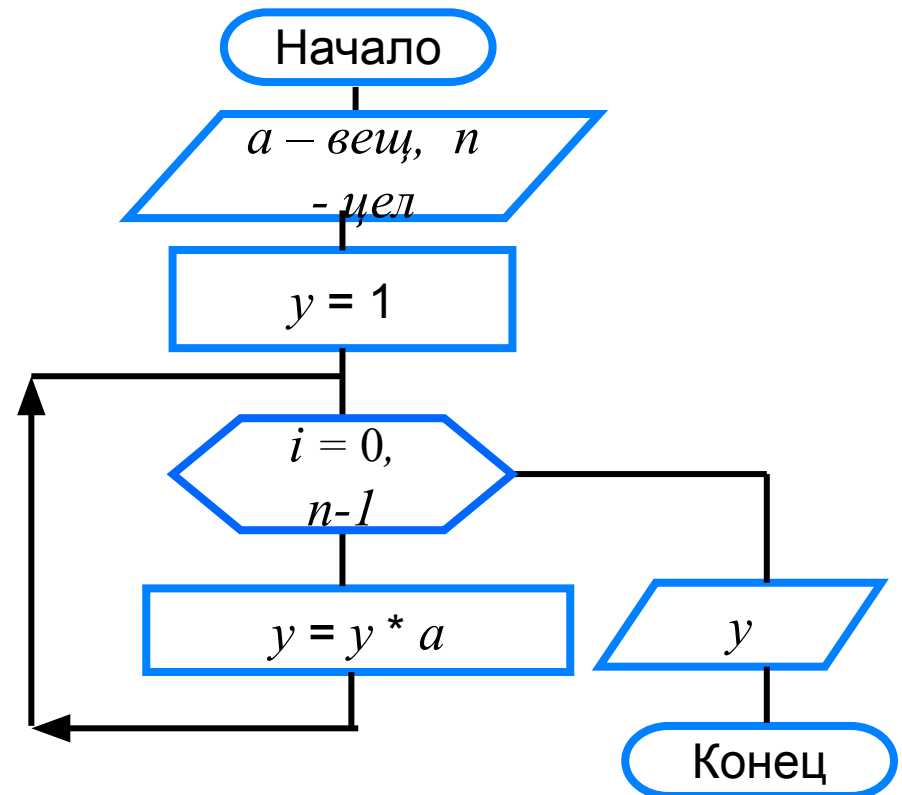 Начало
a – вещ, n
- цел
y = 1
i = 0,
n-1
y = y * a
y
Конец